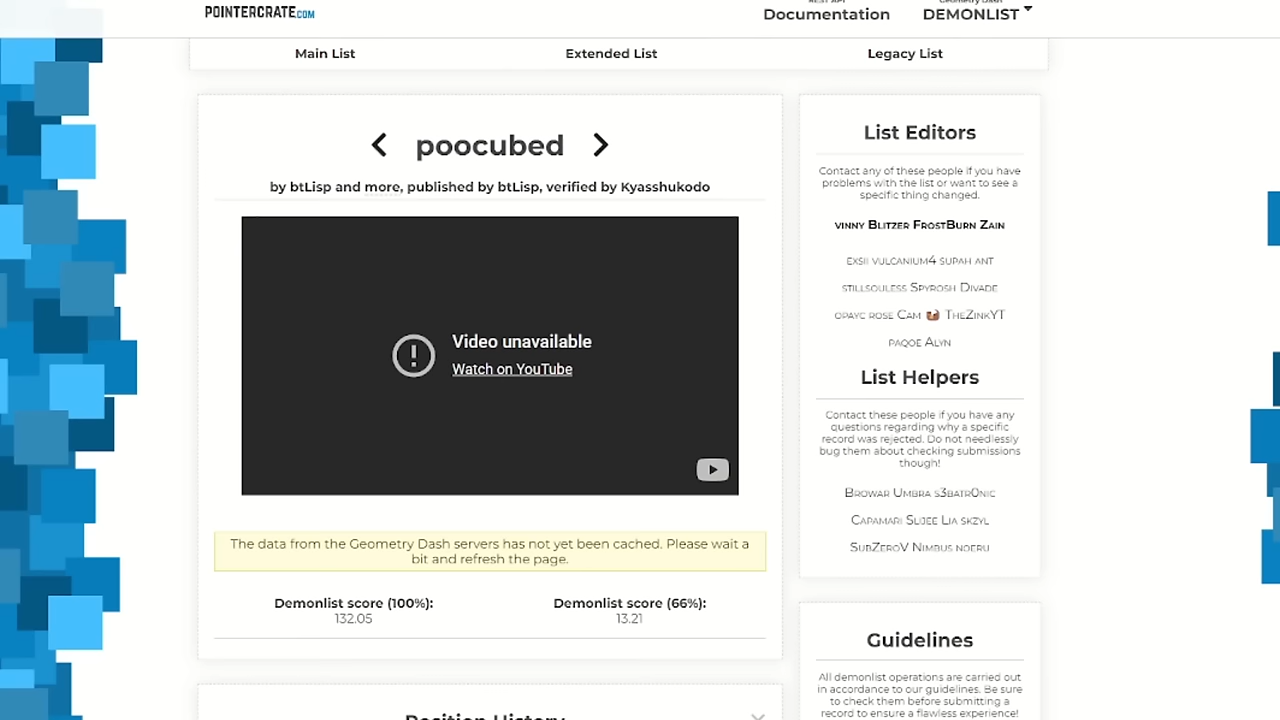 POINTERCRATE.COM
Documentation
Geometry Dash
DEMONLIST
Main List
Extended List
Legacy List
poocubed
by btLisp and more, published by btLisp, verified by Kyasshukodo
Video unavailable
Watch on YouTube
The data from the Geometry Dash servers has not yet been cached. Please wait a
bit and refresh the page.
Demonlist score (100%):
132.05
Demonlist score (66%):
13.21
Position History
List Editors
Contact any of these people if you have
problems with the list or want to see a
specific thing changed.
vinny Blitzer FrostBurn Zain
exsii vulcanium4 supah ant
stillsouless Spyrosh Divade
opayc rose Cam 🦦 TheZinkYT
paqoe Alyn
List Helpers
Contact these people if you have any
questions regarding why a specific
record was rejected. Do not needlessly
bug them about checking submissions
though!
Browar Umbra s3batr0nic
Capamari Slijee Lia skzyl
SubZeroV Nimbus noeru
Guidelines
All demonlist operations are carried out
in accordance to our guidelines. Be sure
to check them before submitting a
record to ensure a flawless experience!